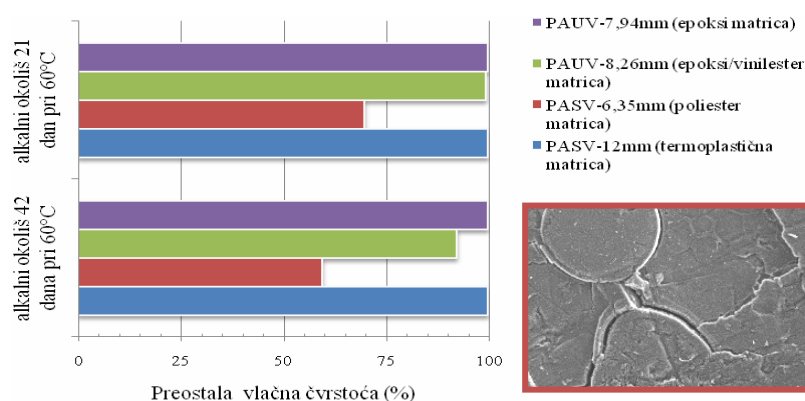 alkalni okoliš 21
dan pri 60°C
alkalni okoliš 42
dana pri 60°C
0
25
50
75
100
Preostala vlačna čvrstoća (%)
PAUV-7,94mm (epoksi matrica)
PAUV-8,26mm (epoksi/vinilester
matrica)
PASV-6,35mm (poliester
matrica)
PASV-12mm (termoplastična
matrica)